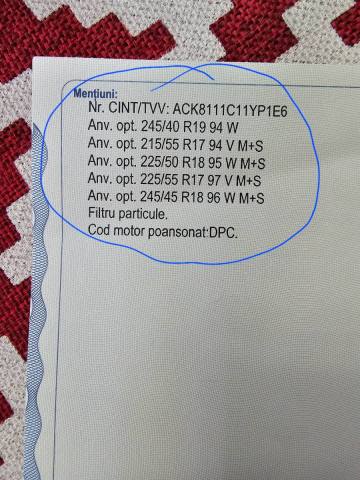 Mentiuni:
Nr. CINT/TVV: ACK8111C11YP1E6
Anv. opt. 245/40 R19 94 W
Anv. opt. 215/55 R17 94 V M+S
Anv. opt. 225/50 R18 95 W M+S
Anv. opt. 225/55 R17 97 V M+S
Anv. opt. 245/45 R18 96 W M+S
Filtru particule.
Cod motor poansonat:DPC.